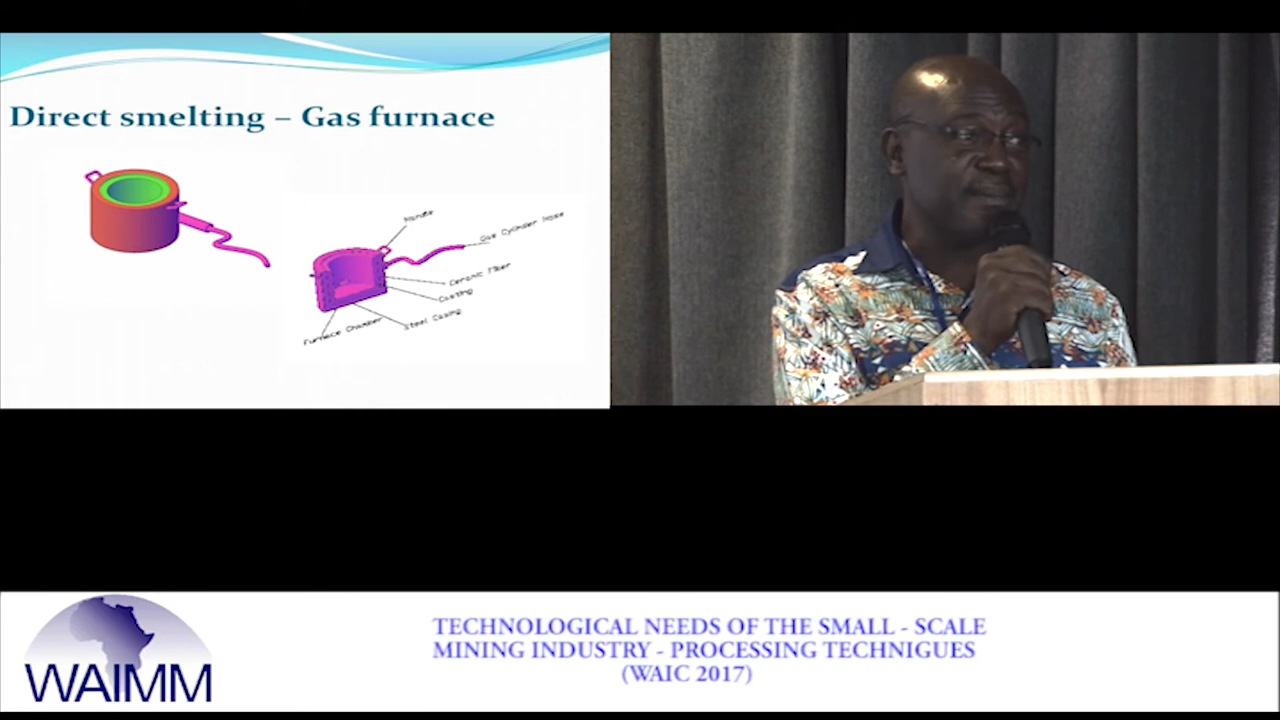 Direct smelting – Gas furnace
Handle
Gas Cylinder Hose
Ceramic Fiber
Casting
Steel Casing
Furnace Chamber
WAIMM
TECHNOLOGICAL NEEDS OF THE SMALL - SCALE
MINING INDUSTRY - PROCESSING TECHNIGUES
(WAIC 2017)